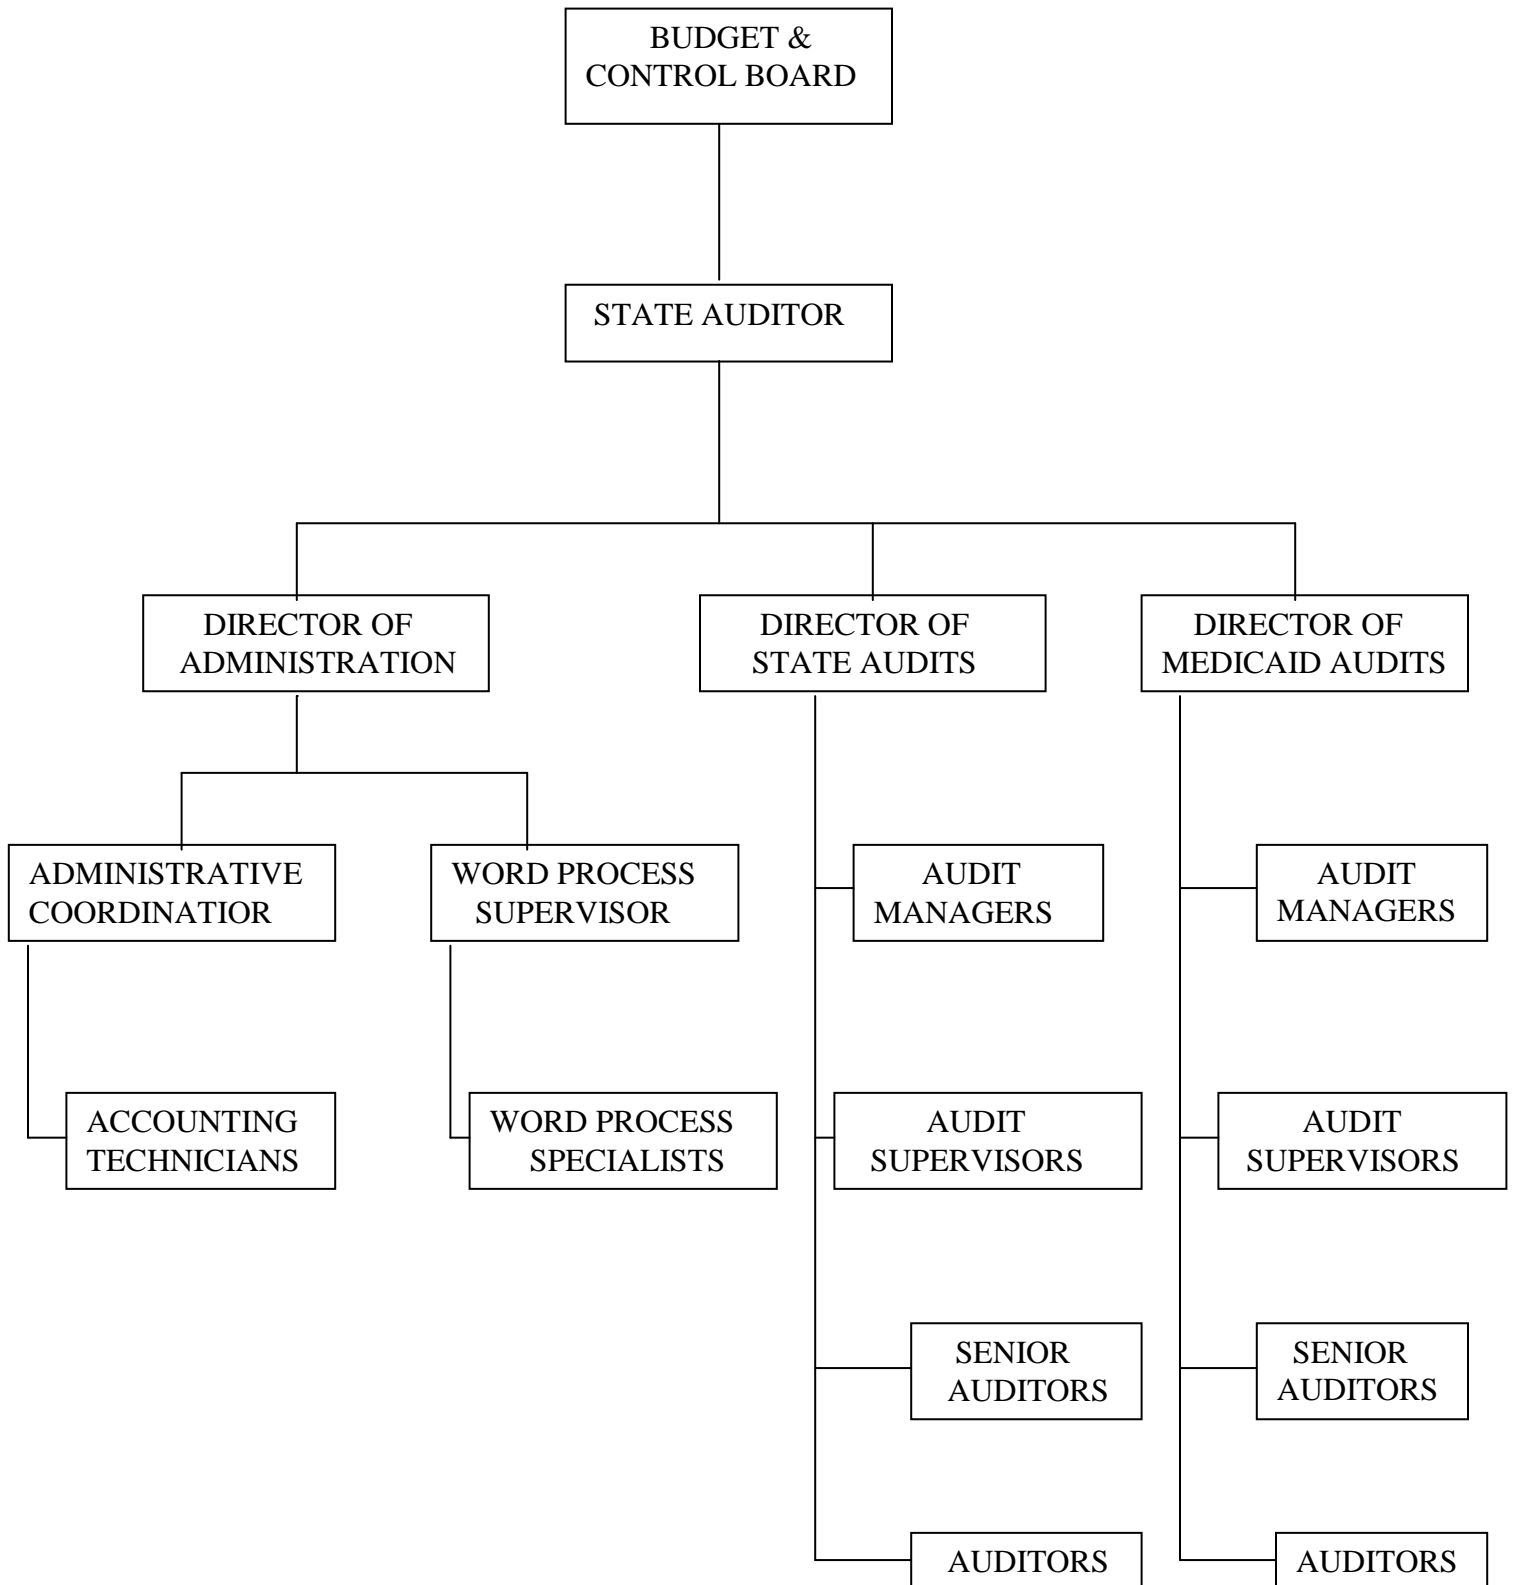 BUDGET &
CONTROL BOARD
STATE AUDITOR
DIRECTOR OF
ADMINISTRATION
DIRECTOR OF
STATE AUDITS
DIRECTOR OF
MEDICAID AUDITS
ADMINISTRATIVE
COORDINATIOR
WORD PROCESS
SUPERVISOR
AUDIT
MANAGERS
AUDIT
MANAGERS
ACCOUNTING
TECHNICIANS
WORD PROCESS
SPECIALISTS
AUDIT
SUPERVISORS
AUDIT
SUPERVISORS
SENIOR
AUDITORS
SENIOR
AUDITORS
AUDITORS
AUDITORS